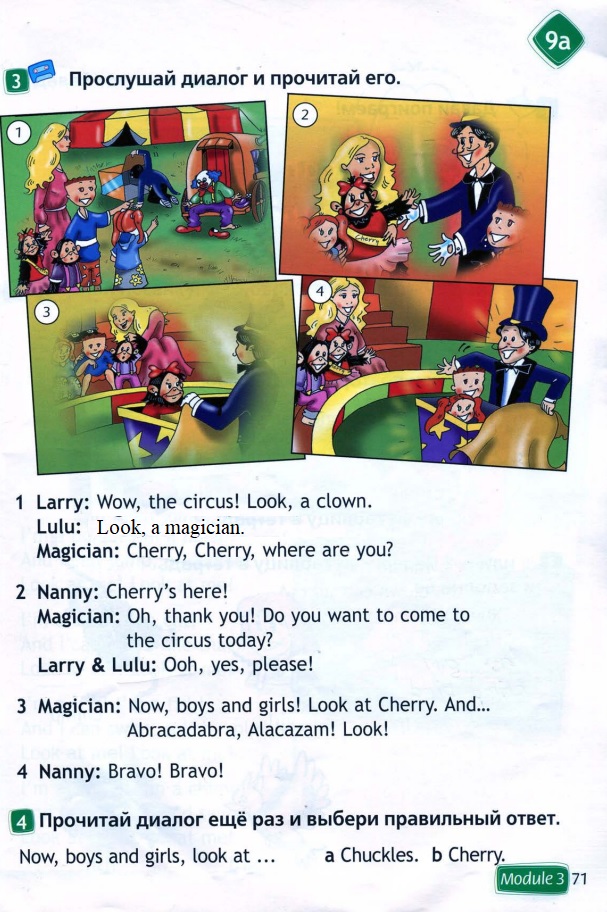 9a
3 Прослушай диалог и прочитай его.
1
2
Cherry
3
4
1 Larry: Wow, the circus! Look, a clown.
Lulu: Look, a magician.
Magician: Cherry, Cherry, where are you?
2 Nanny: Cherry's here!
Magician: Oh, thank you! Do you want to come to
the circus today?
Larry & Lulu: Ooh, yes, please!
3 Magician: Now, boys and girls! Look at Cherry. And...
Abracadabra, Alacazam! Look!
4 Nanny: Bravo! Bravo!
4 Прочитай диалог ещё раз и выбери правильный ответ.
Now, boys and girls, look at ... a Chuckles. b Cherry.
Module 3 71